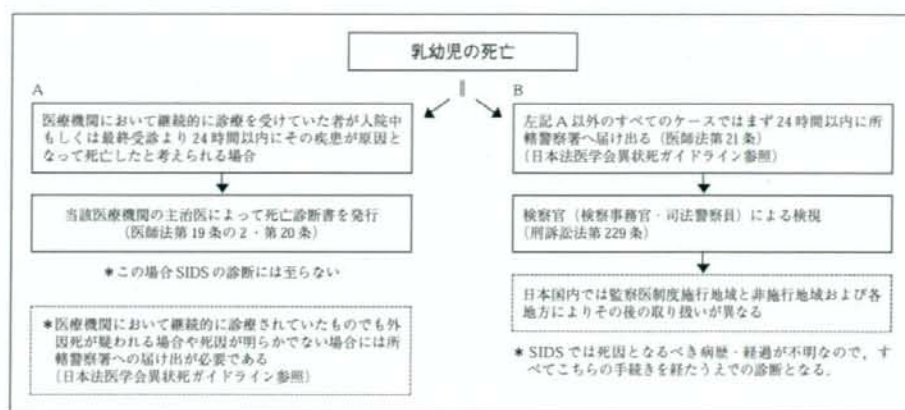 乳幼児の死亡
A
医療機関において継続的に診療を受けていた者が入院中
もしくは最終受診より24時間以内にその疾患が原因と
なって死亡したと考えられる場合
当該医療機関の主治医によって死亡診断書を発行
(医師法第19条の2・第20条)
*この場合SIDSの診断には至らない
*医療機関において継続的に診療されていたものでも外
因死が疑われる場合や死因が明らかでない場合には所
轄警察署への届け出が必要である
(日本法医学会異状死ガイドライン参照)
B
左記A以外のすべてのケースではまず24時間以内に所
轄警察署へ届け出る(医師法第21条)
(日本法医学会異状死ガイドライン参照)
検察官(検察事務官・司法警察員)による検視
(刑訴訟法第229条)
日本国内では監察医制度施行地域と非施行地域および各
地方によりその後の取り扱いが異なる
*SIDSでは死因となるべき病歴・経過が不明なので,す
べてこちらの手続きを経たうえでの診断となる.